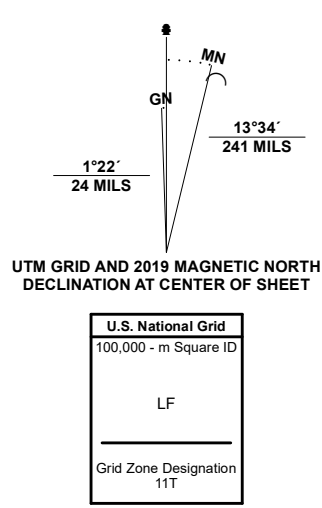 MN
GN
13°34´
241 MILS
1°22´
24 MILS
UTM GRID AND 2019 MAGNETIC NORTH
DECLINATION AT CENTER OF SHEET
U.S. National Grid
100,000 - m Square ID
LF
Grid Zone Designation
11T